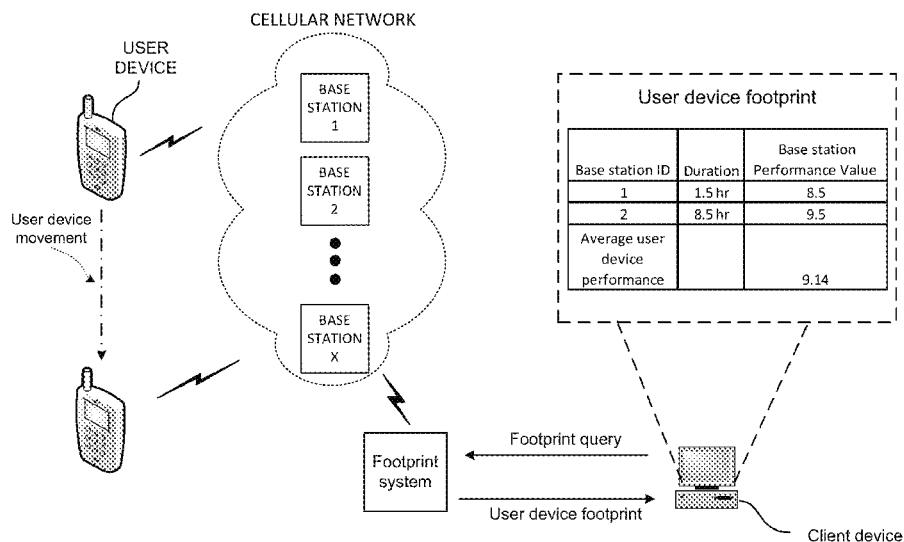 CELLULAR NETWORK
USER
DEVICE
BASE
STATION
1
BASE
STATION
2
BASE
STATION
X
User device
movement
User device footprint
Base station ID Duration Base station
Performance Value
1 1.5 hr 8.5
2 8.5 hr 9.5
Average user
device
performance 9.14
Footprint
system
Footprint query
User device footprint
Client device